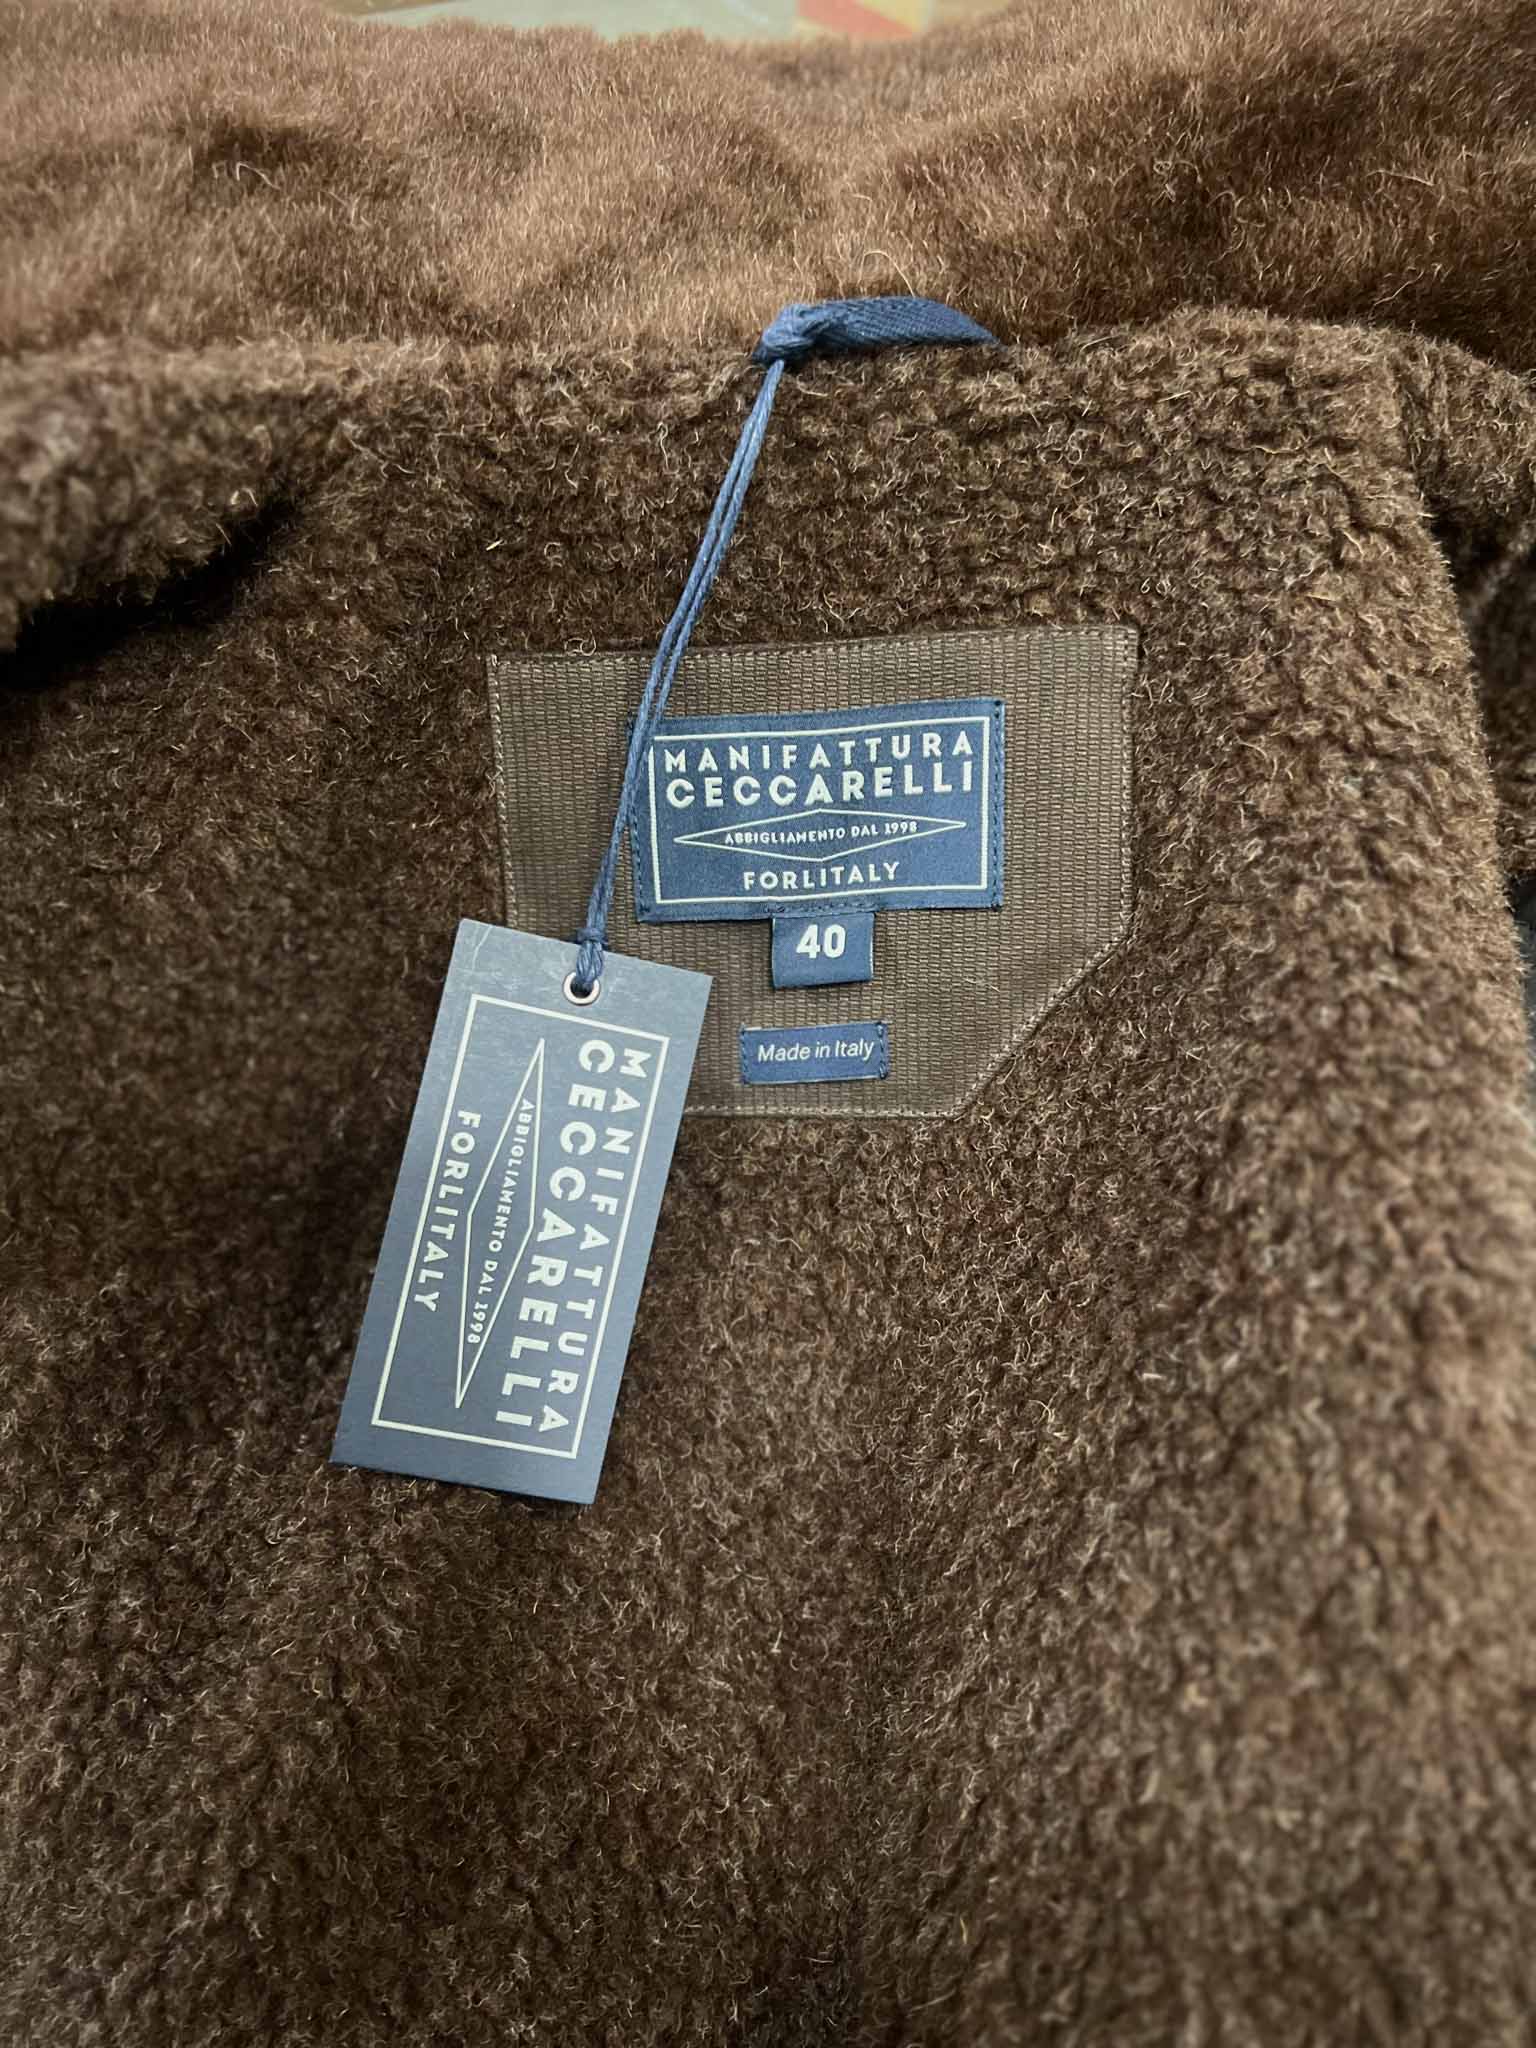 MANIFATTURA
CECCARELLI
ABBIGLIAMENTO DAL 1998
FORLITALY
40
Made in Italy
MANIFATTURA
CECCARELLI
ABBIGLIAMENTO DAL 1998
FORLITALY